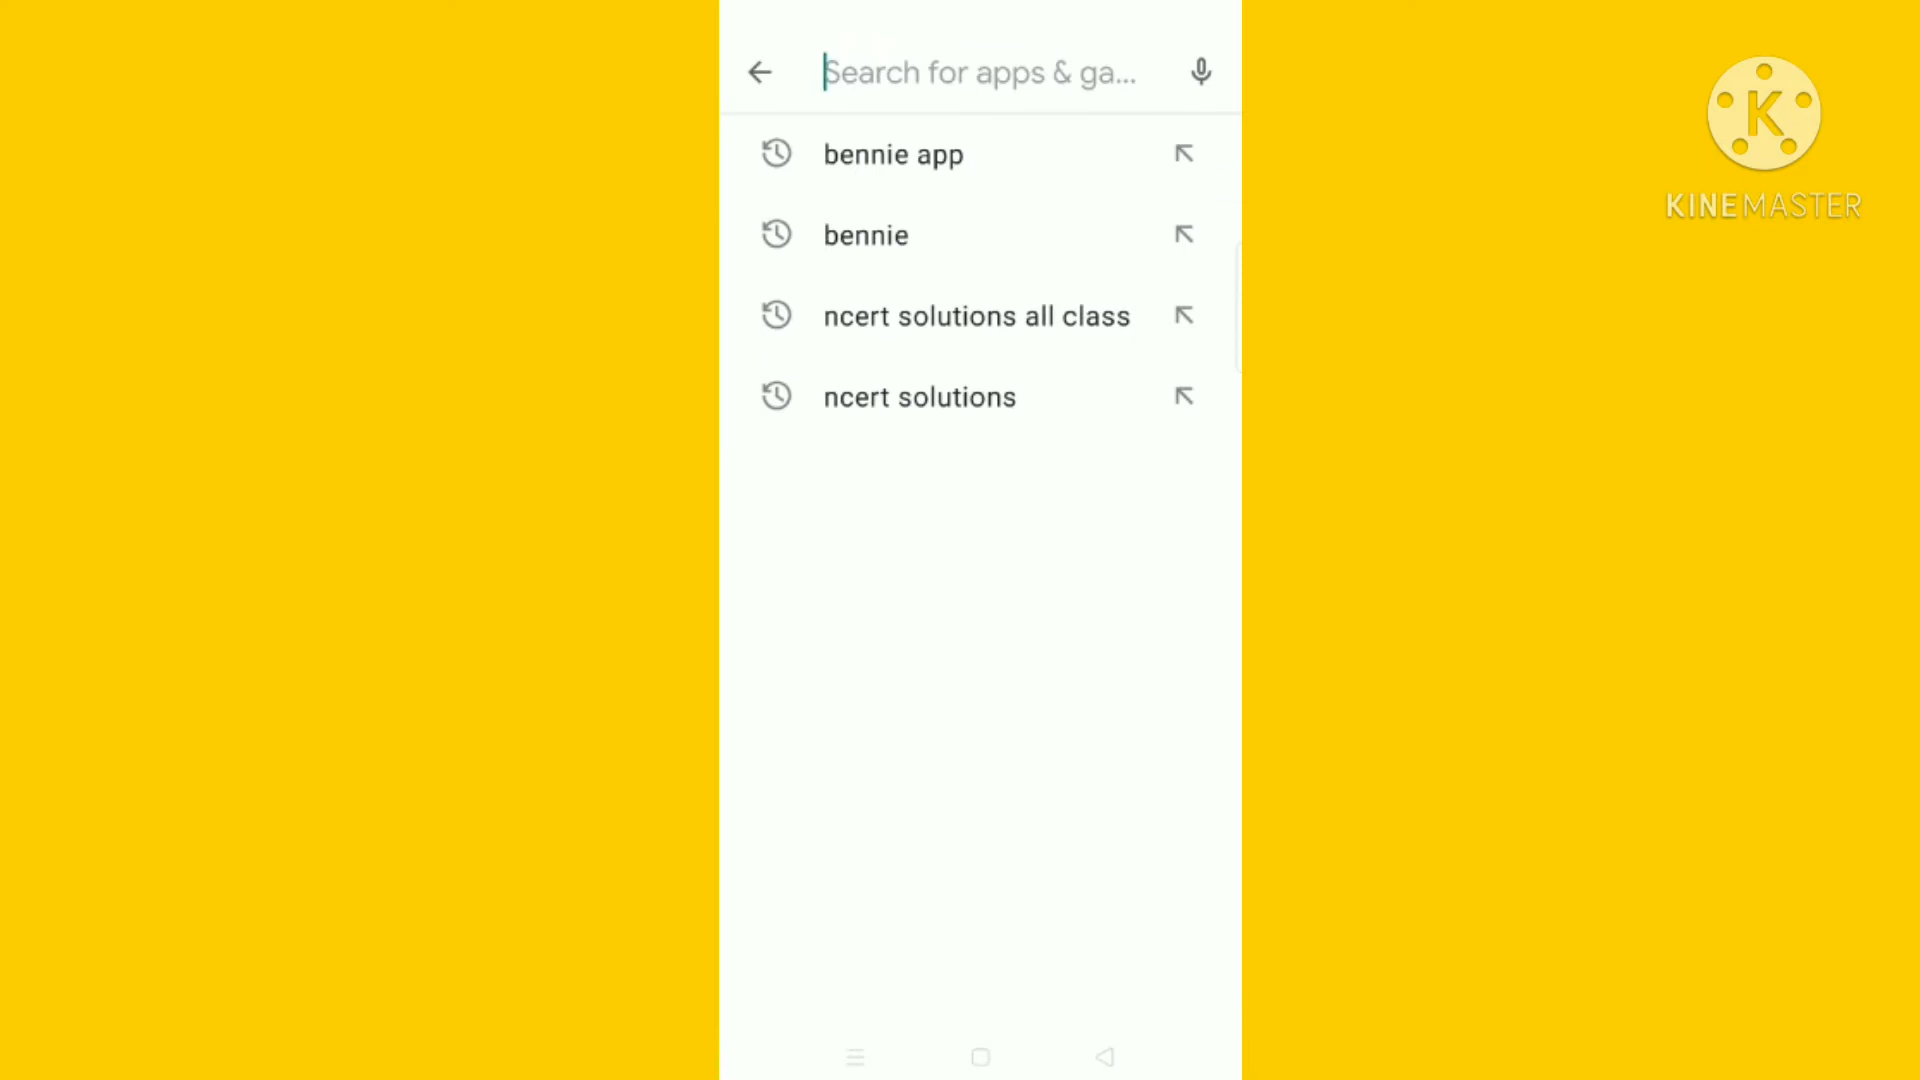 Search for apps & ga...
bennie app
bennie
ncert solutions all class
ncert solutions
K
KINEMASTER